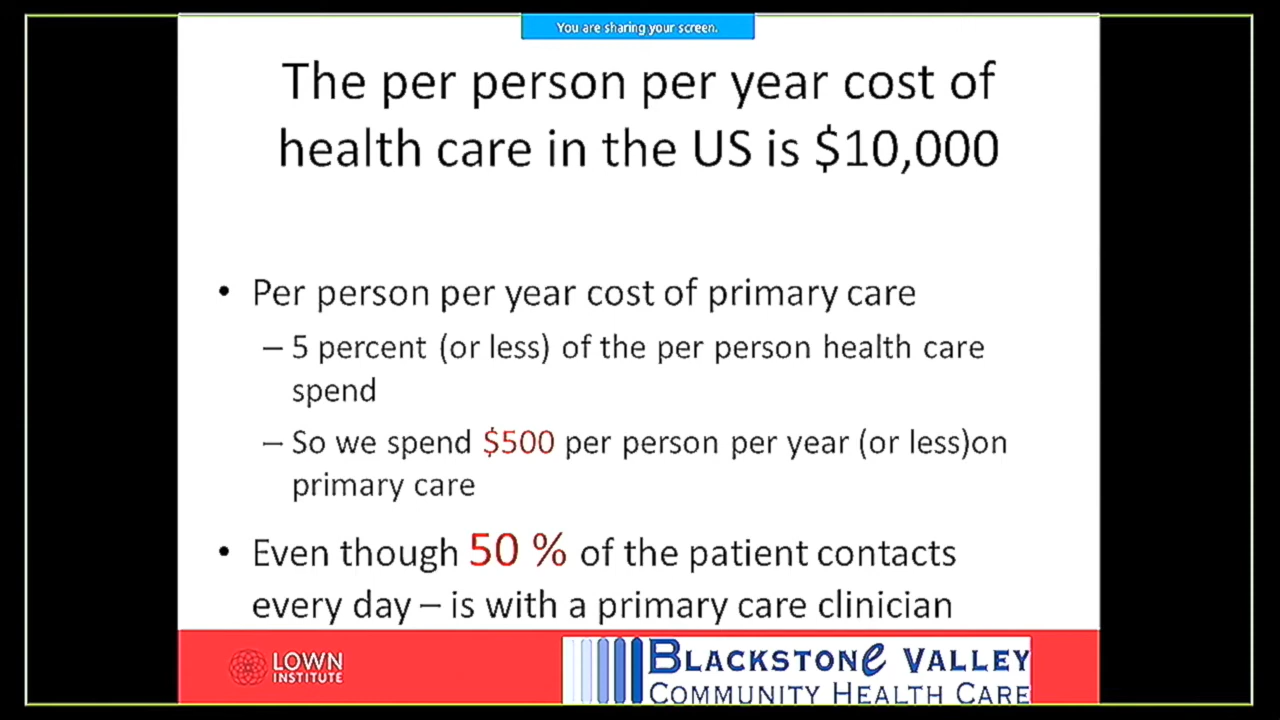 You are sharing your screen.
The per person per year cost of
health care in the US is $10,000
• Per person per year cost of primary care
– 5 percent (or less) of the per person health care
spend
– So we spend $500 per person per year (or less)on
primary care
• Even though 50 % of the patient contacts
every day – is with a primary care clinician
LOWN
INSTITUTE
BLACKSTONe VALLEY
COMMUNITY HEALTH CARE